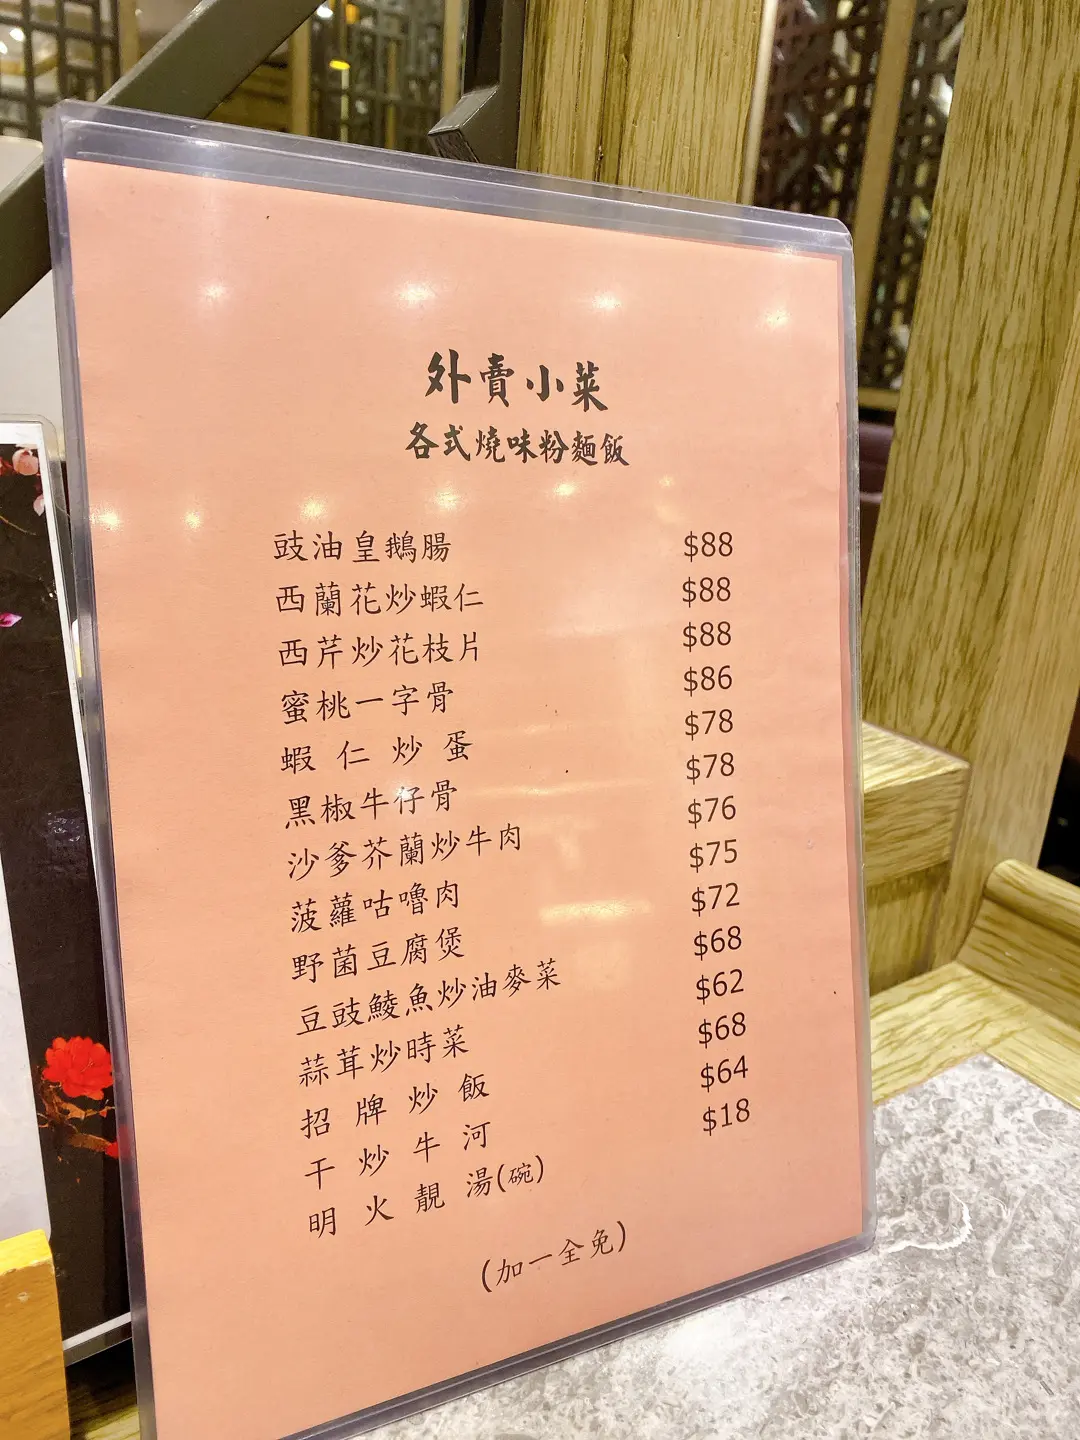 外賣小菜
各式燒味粉麵飯
豉油皇鵝腸 $88
西蘭花炒蝦仁 $88
西芹炒花枝片 $88
蜜桃一字骨 $86
蝦仁炒蛋 $78
黑椒牛仔骨 $78
沙爹芥蘭炒牛肉 $76
菠蘿咕嚕肉 $75
野菌豆腐煲 $72
豆豉鯪魚炒油麥菜 $68
蒜茸炒時菜 $62
招牌炒飯 $68
干炒牛河 $64
明火靚湯(碗) $18
(加一全免)